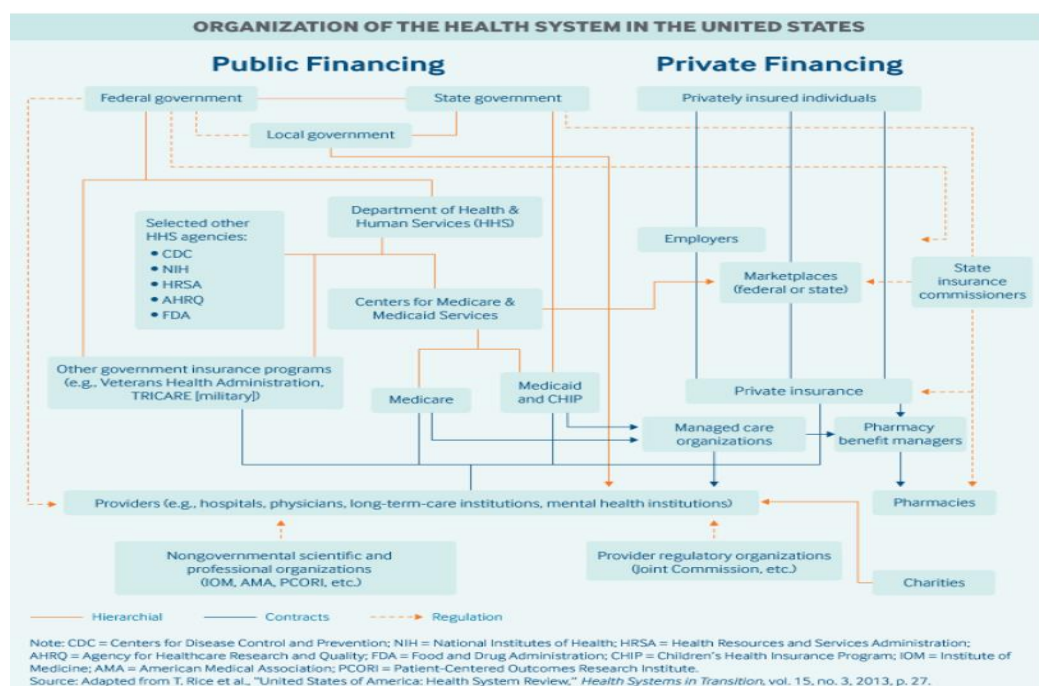 ORGANIZATION OF THE HEALTH SYSTEM IN THE UNITED STATES
Public Financing
Private Financing
Federal government
State government
Privately insured individuals
Local government
Department of Health &
Human Services (HHS)
Selected other
HHS agencies:
• CDC
• NIH
• HRSA
• AHRQ
• FDA
Employers
Marketplaces
(federal or state)
State
insurance
commissioners
Centers for Medicare &
Medicaid Services
Other government insurance programs
(e.g., Veterans Health Administration,
TRICARE [military])
Medicare
Medicaid
and CHIP
Private insurance
Managed care
organizations
Pharmacy
benefit managers
Providers (e.g., hospitals, physicians, long-term-care institutions, mental health institutions)
Pharmacies
Nongovernmental scientific and
professional organizations
(IOM, AMA, PCORI, etc.)
Provider regulatory organizations
(Joint Commission, etc.)
Charities
Hierarchial
Contracts
Regulation
Note: CDC = Centers for Disease Control and Prevention; NIH = National Institutes of Health; HRSA = Health Resources and Services Administration;
AHRQ = Agency for Healthcare Research and Quality; FDA = Food and Drug Administration; CHIP = Children's Health Insurance Program; IOM = Institute of
Medicine; AMA = American Medical Association; PCORI = Patient-Centered Outcomes Research Institute.
Source: Adapted from T. Rice et al., "United States of America: Health System Review," Health Systems in Transition, vol. 15, no. 3, 2013, p. 27.